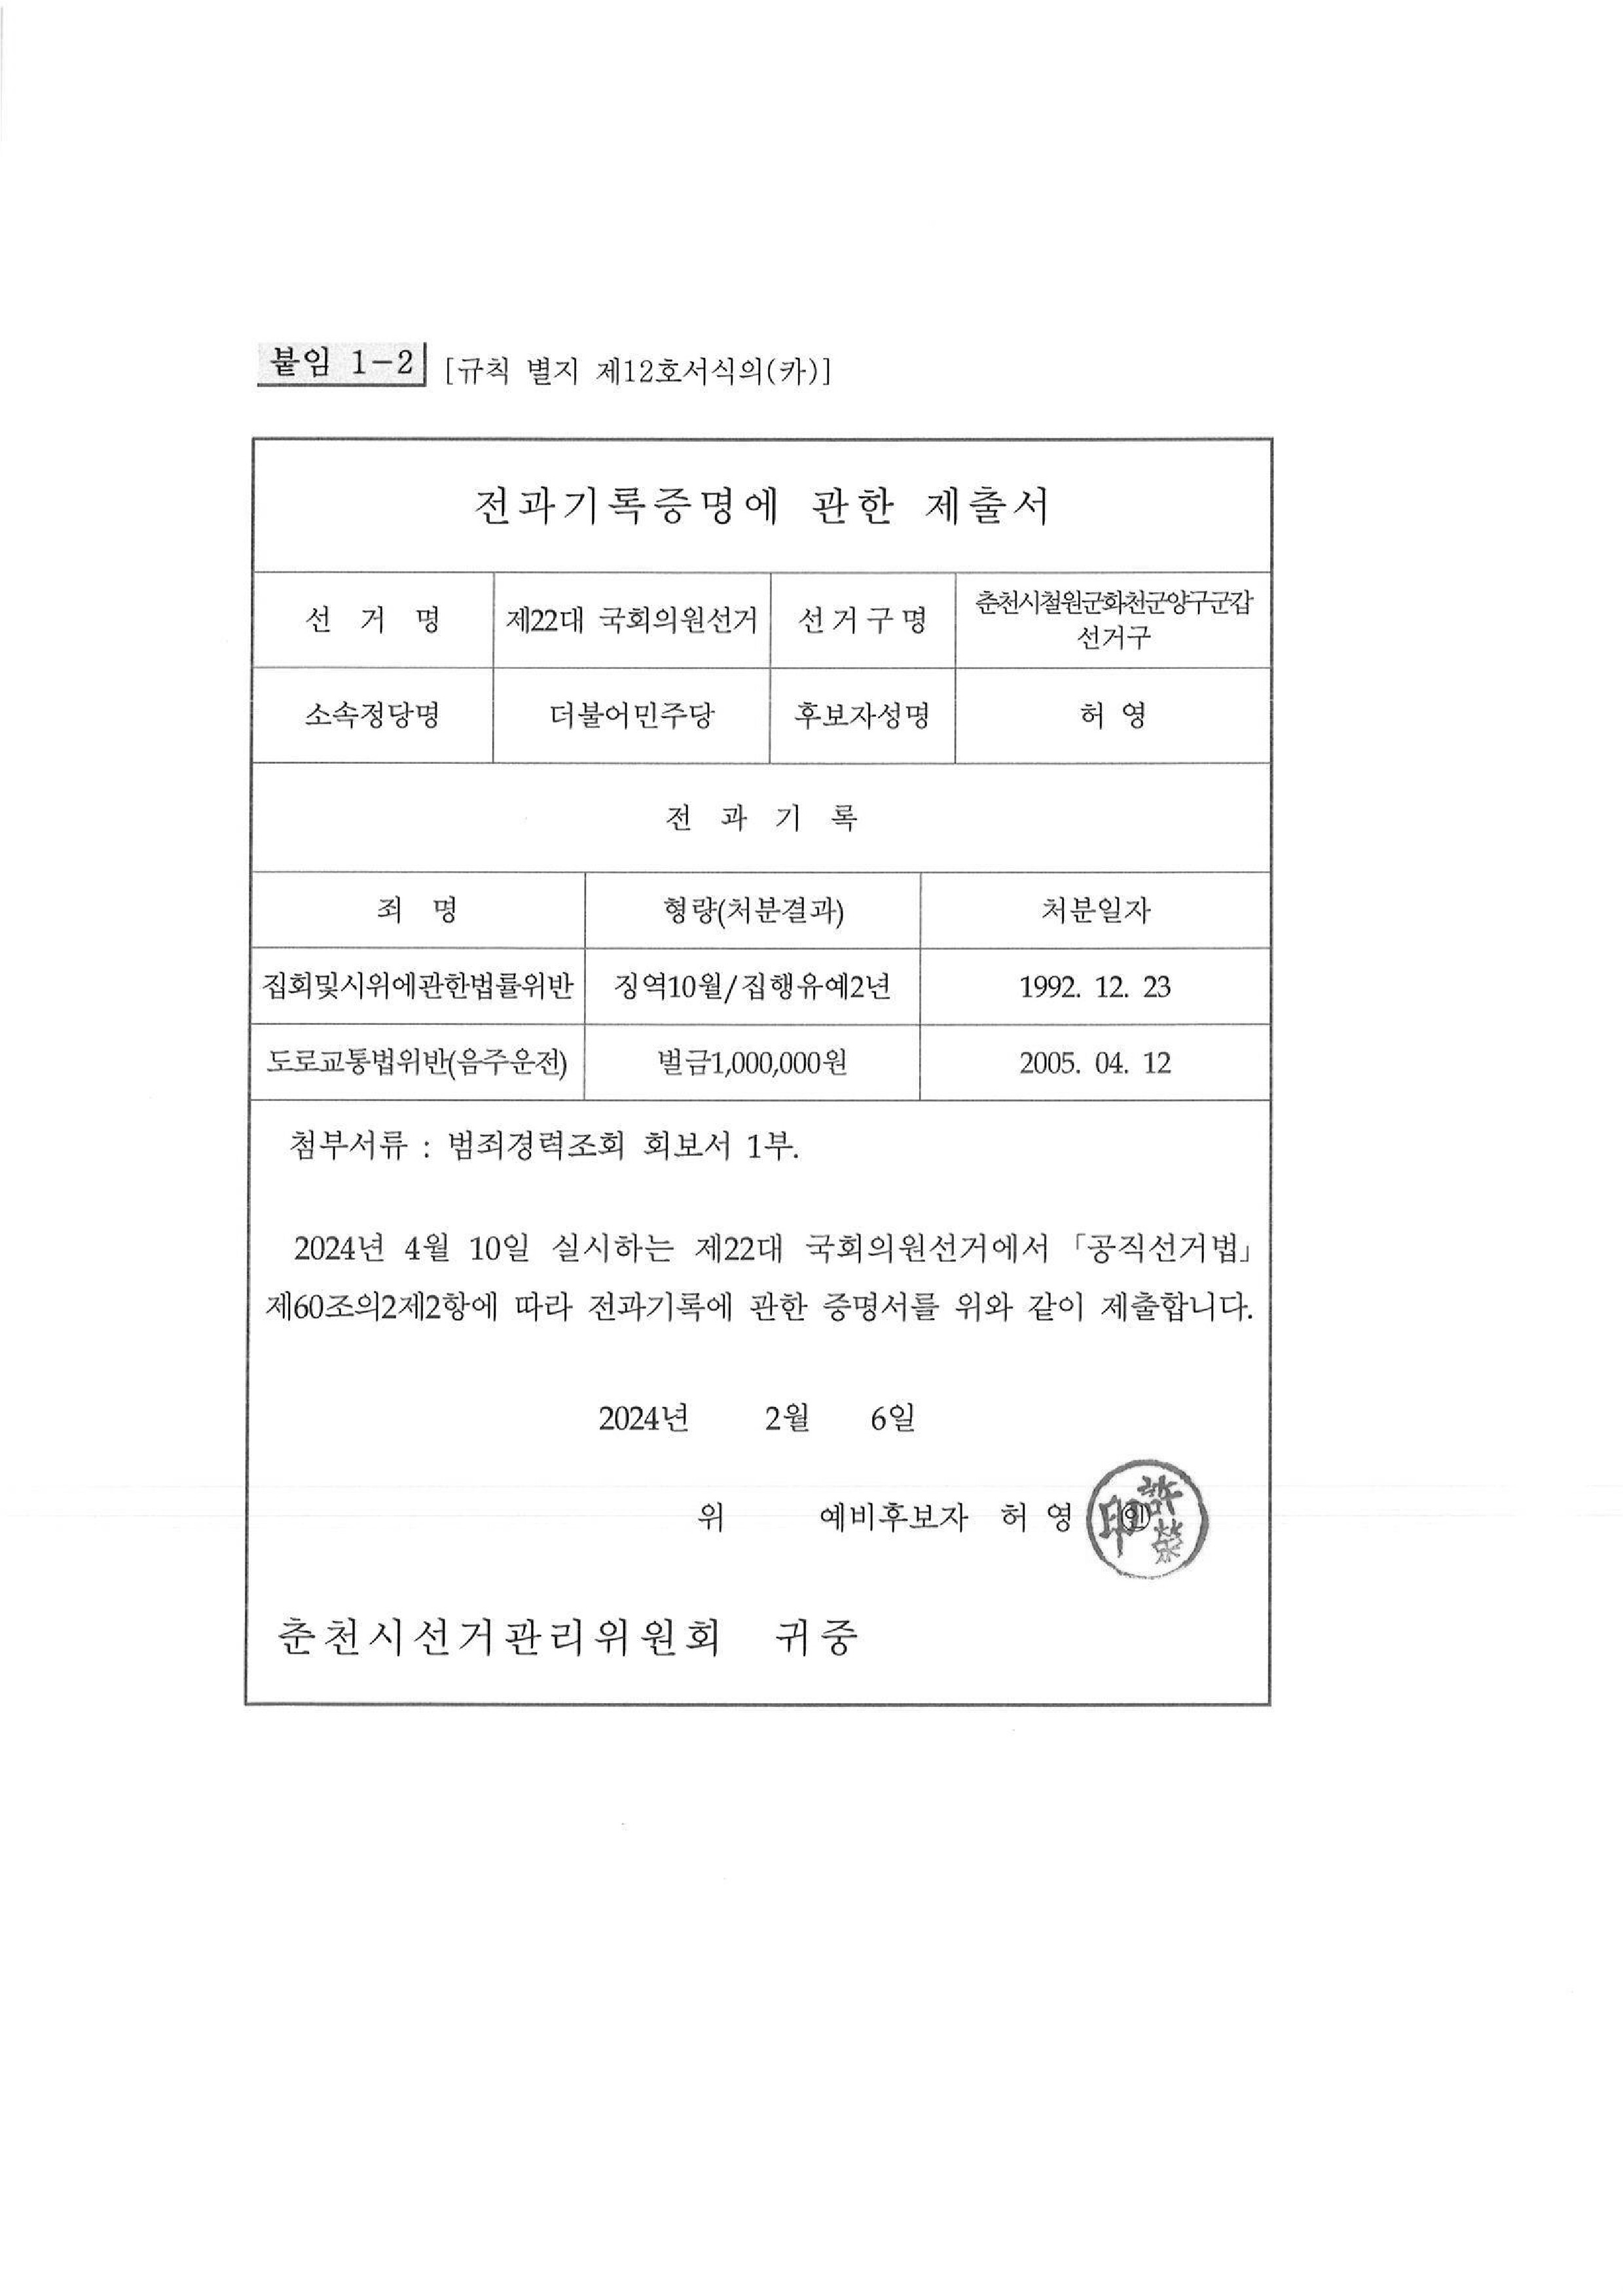 붙임 1-2 [규칙 별지 제12호서식의(카)]
전과기록증명에 관한 제출서
선 거 명 제22대 국회의원선거 선거구명 춘천시철원군화천군양구군갑
선거구
소속정당명 더불어민주당 후보자성명 허 영
전 과 기 록
죄 명 형량(처분결과) 처분일자
집회및시위에관한법률위반 징역10월/집행유예2년 1992. 12. 23
도로교통법위반(음주운전) 벌금1,000,000원 2005. 04. 12
첨부서류 : 범죄경력조회 회보서 1부.
2024년 4월 10일 실시하는 제22대 국회의원선거에서 「공직선거법」
제60조의2제2항에 따라 전과기록에 관한 증명서를 위와 같이 제출합니다.
2024년 2월 6일
위 예비후보자 허 영 ㊞
許榮印
춘천시선거관리위원회 귀중